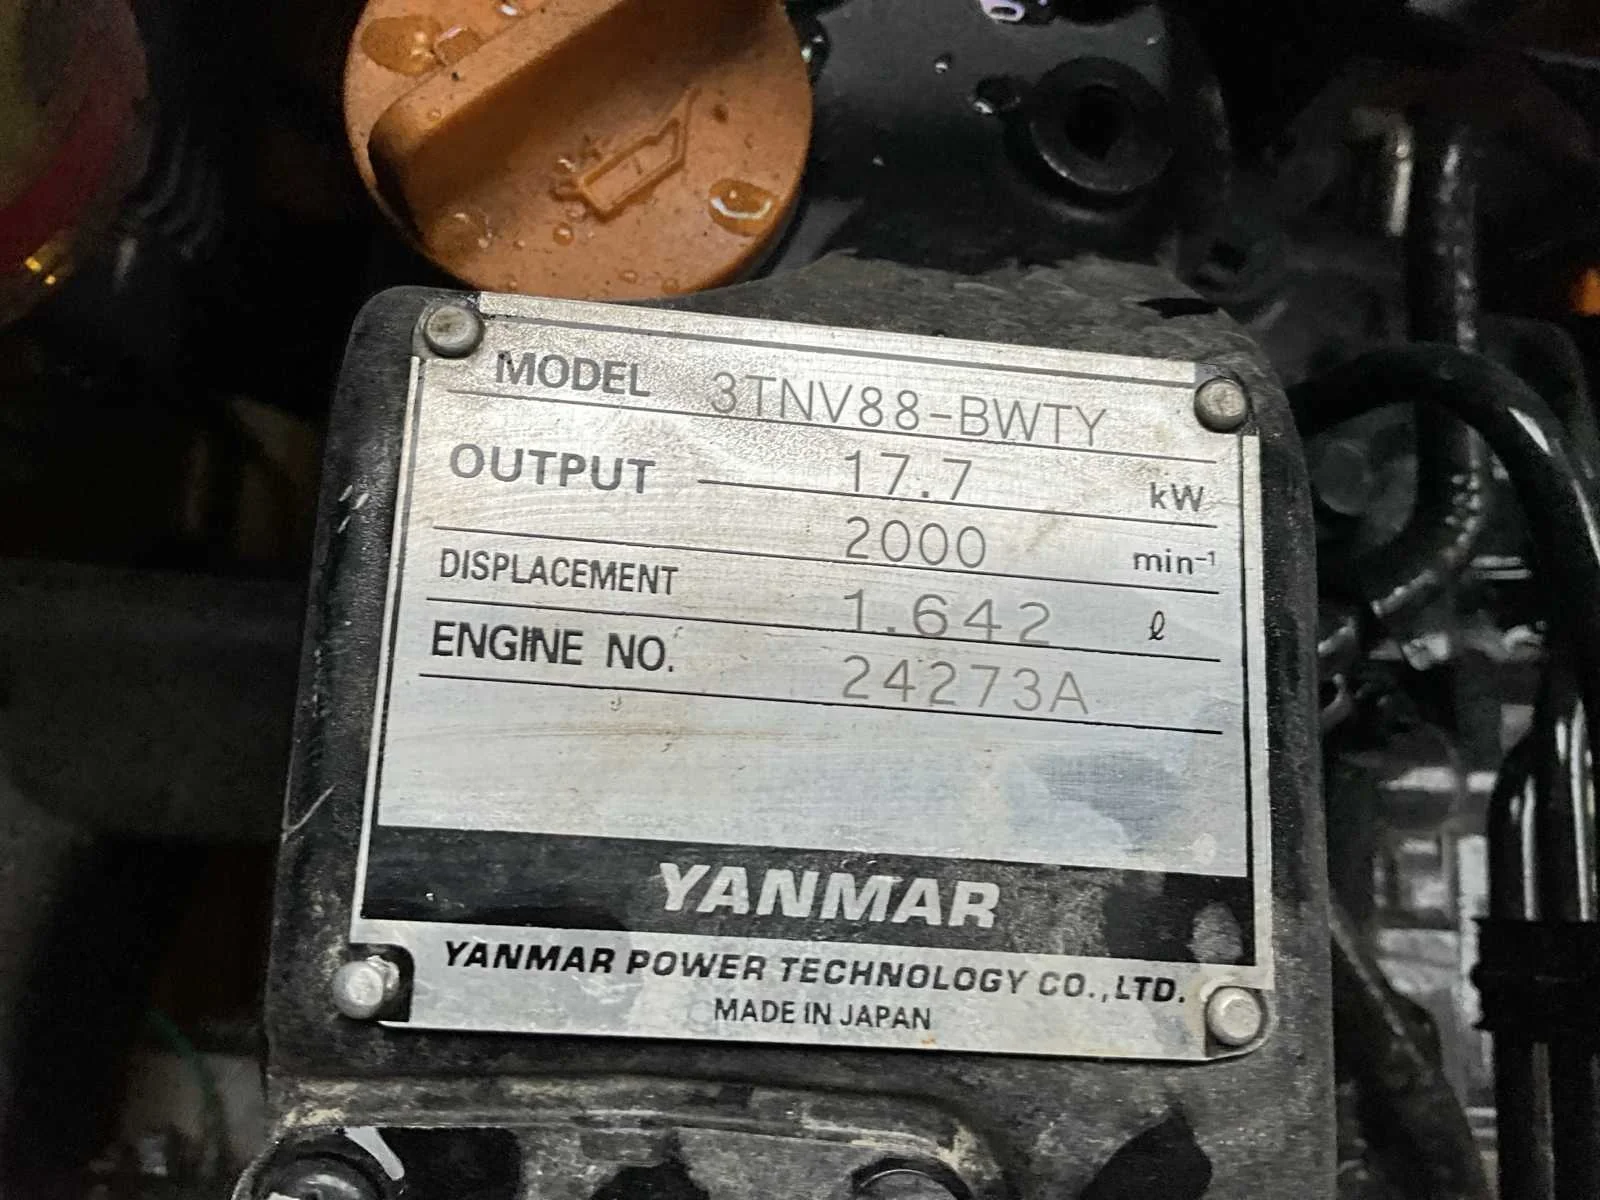 MODEL 3TNV88-BWTY
OUTPUT 17.7 kW
2000 min⁻¹
DISPLACEMENT 1.642 ℓ
ENGINE NO. 24273A
YANMAR
YANMAR POWER TECHNOLOGY CO.,LTD.
MADE IN JAPAN